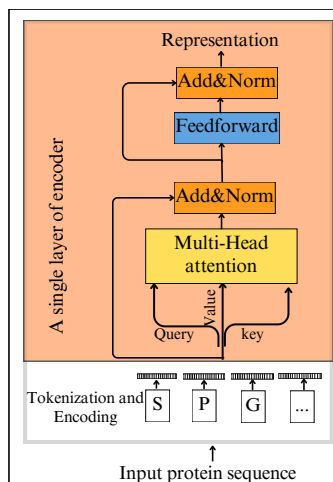 Representation
Add&Norm
Feedforward
Add&Norm
Multi-Head
attention
Query
Value
key
A single layer of encoder
Tokenization and
Encoding
S
P
G
...
Input protein sequence